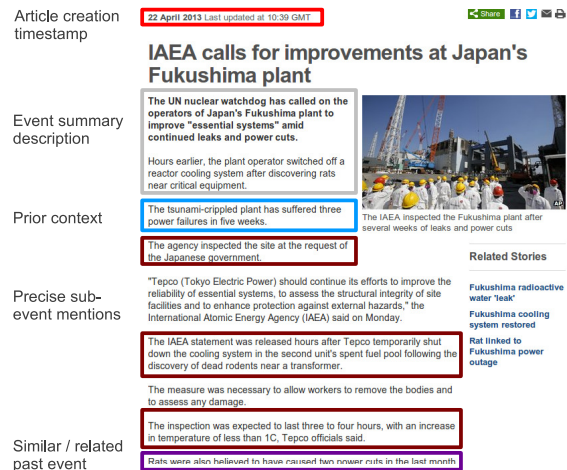 Article creation
timestamp
22 April 2013 Last updated at 10:39 GMT
Share
IAEA calls for improvements at Japan's
Fukushima plant
Event summary
description
The UN nuclear watchdog has called on the
operators of Japan's Fukushima plant to
improve "essential systems" amid
continued leaks and power cuts.
Hours earlier, the plant operator switched off a
reactor cooling system after discovering rats
near critical equipment.
AP
The IAEA inspected the Fukushima plant after
several weeks of leaks and power cuts
Prior context
The tsunami-crippled plant has suffered three
power failures in five weeks.
The agency inspected the site at the request of
the Japanese government.
Related Stories
Fukushima radioactive
water 'leak'
Fukushima cooling
system restored
Rat linked to
Fukushima power
outage
Precise sub-
event mentions
"Tepco (Tokyo Electric Power) should continue its efforts to improve the
reliability of essential systems, to assess the structural integrity of site
facilities and to enhance protection against external hazards," the
International Atomic Energy Agency (IAEA) said on Monday.
The IAEA statement was released hours after Tepco temporarily shut
down the cooling system in the second unit's spent fuel pool following the
discovery of dead rodents near a transformer.
The measure was necessary to allow workers to remove the bodies and
to assess any damage.
The inspection was expected to last three to four hours, with an increase
in temperature of less than 1C, Tepco officials said.
Similar / related
past event
Rats were also believed to have caused two power cuts in the last month